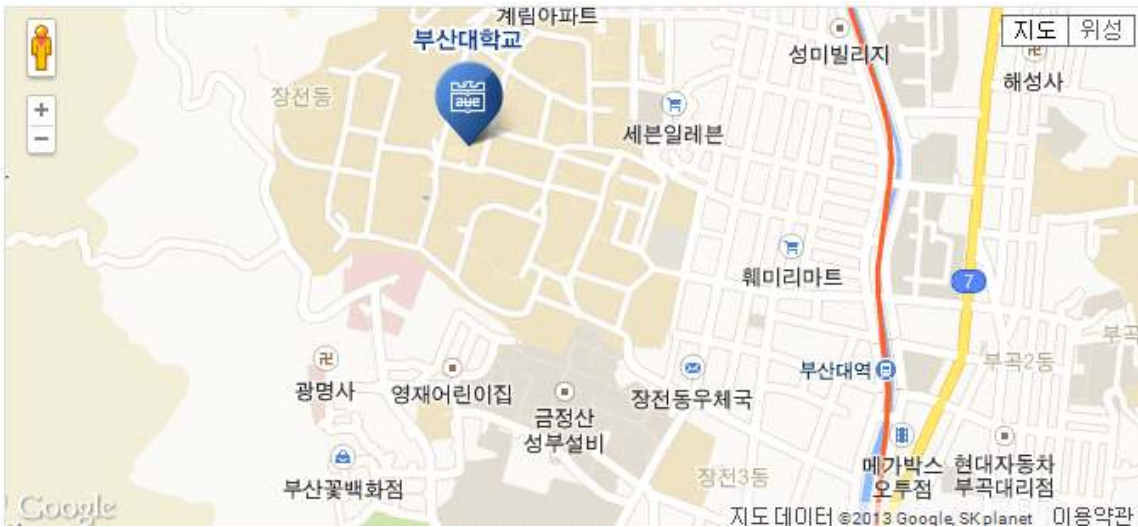 계림아파트
부산대학교
지도 위성
성미빌리지
해성사
장전동
세븐일레븐
+
−
훼미리마트
7
부곡2동
부산대역
광명사
영재어린이집
금정산
성부설비
장전동우체국
부산꽃백화점
장전3동
메가박스
오투점
현대자동차
부곡대리점
Google
지도 데이터 ©2013 Google, SK planet 이용약관